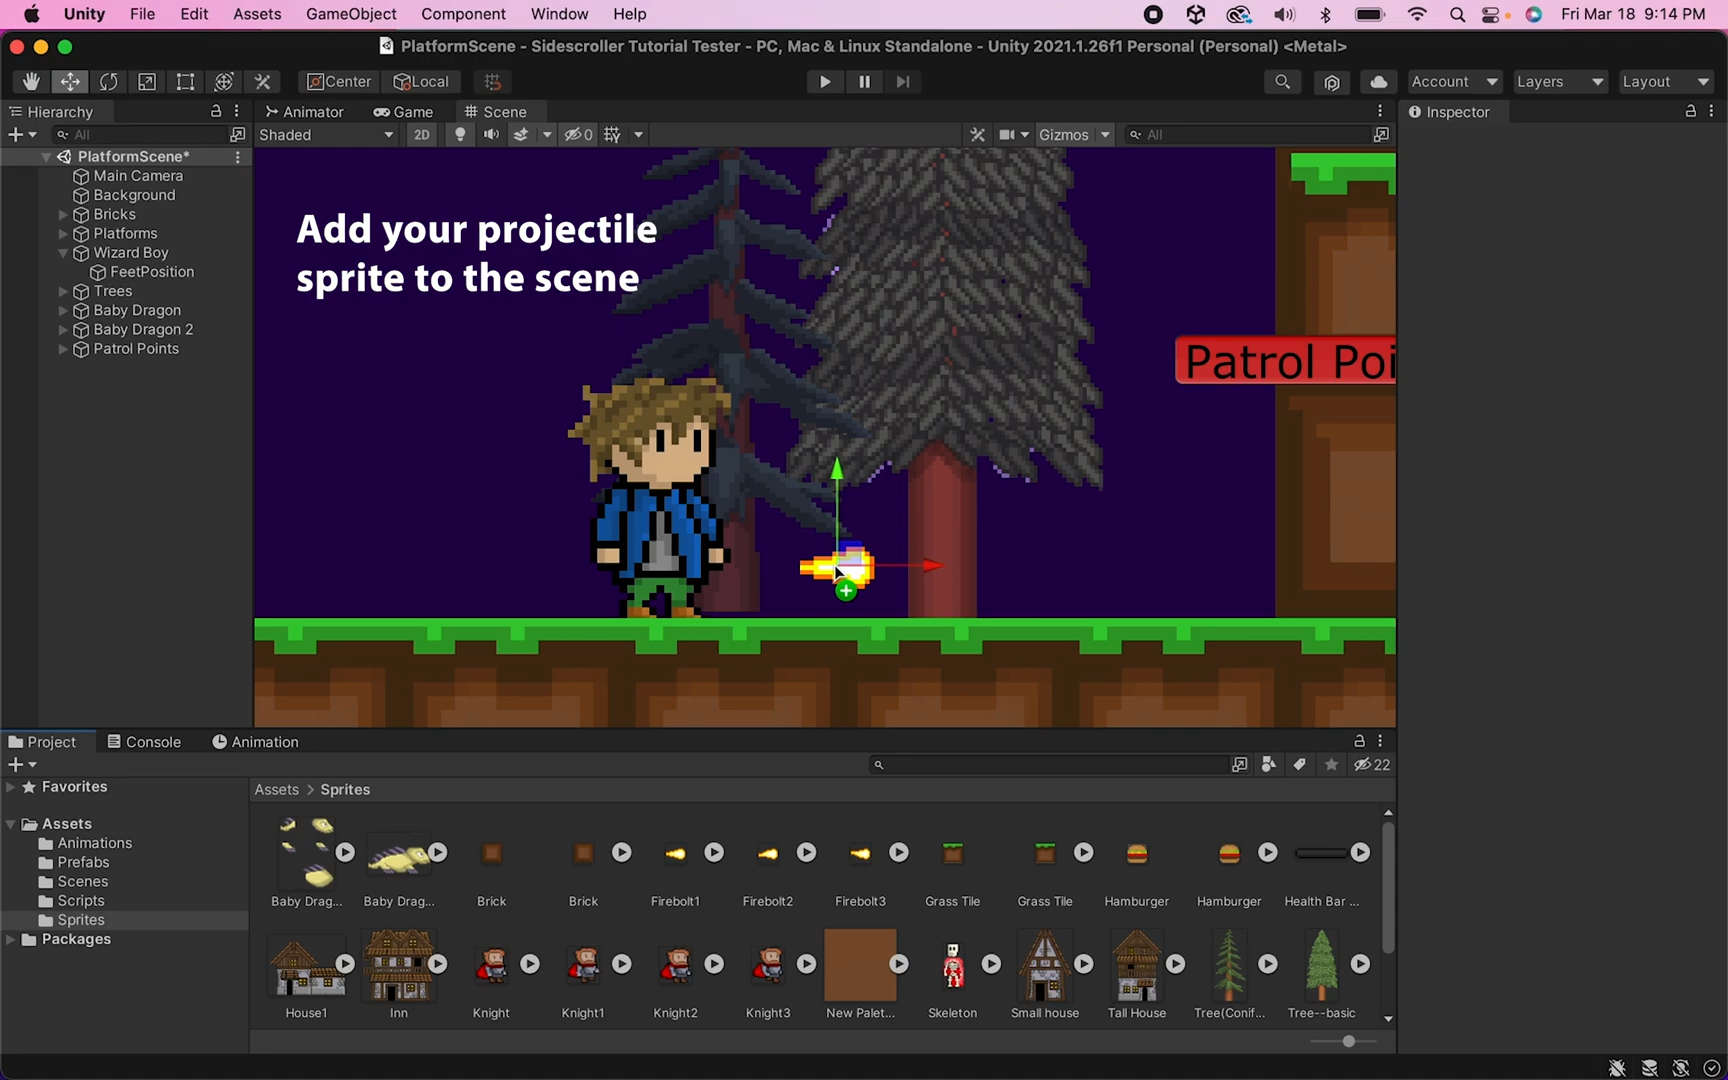 Unity File Edit Assets GameObject Component Window Help Fri Mar 18 9:14 PM
PlatformScene - Sidescroller Tutorial Tester - PC, Mac & Linux Standalone - Unity 2021.1.26f1 Personal (Personal) <Metal>
Center Local Account Layers Layout
Hierarchy Animator Game Scene Inspector
All Shaded 2D 0 Gizmos All
PlatformScene*
Main Camera
Background
Bricks
Platforms
Wizard Boy
FeetPosition
Trees
Baby Dragon
Baby Dragon 2
Patrol Points
Add your projectile
sprite to the scene
Patrol Poi
Project Console Animation
22
Favorites
Assets
Animations
Prefabs
Scenes
Scripts
Sprites
Packages
Assets > Sprites
Baby Drag... Baby Drag... Brick Brick Firebolt1 Firebolt2 Firebolt3 Grass Tile Grass Tile Hamburger Hamburger Health Bar ...
House1 Inn Knight Knight1 Knight2 Knight3 New Palet... Skeleton Small house Tall House Tree(Conif... Tree--basic